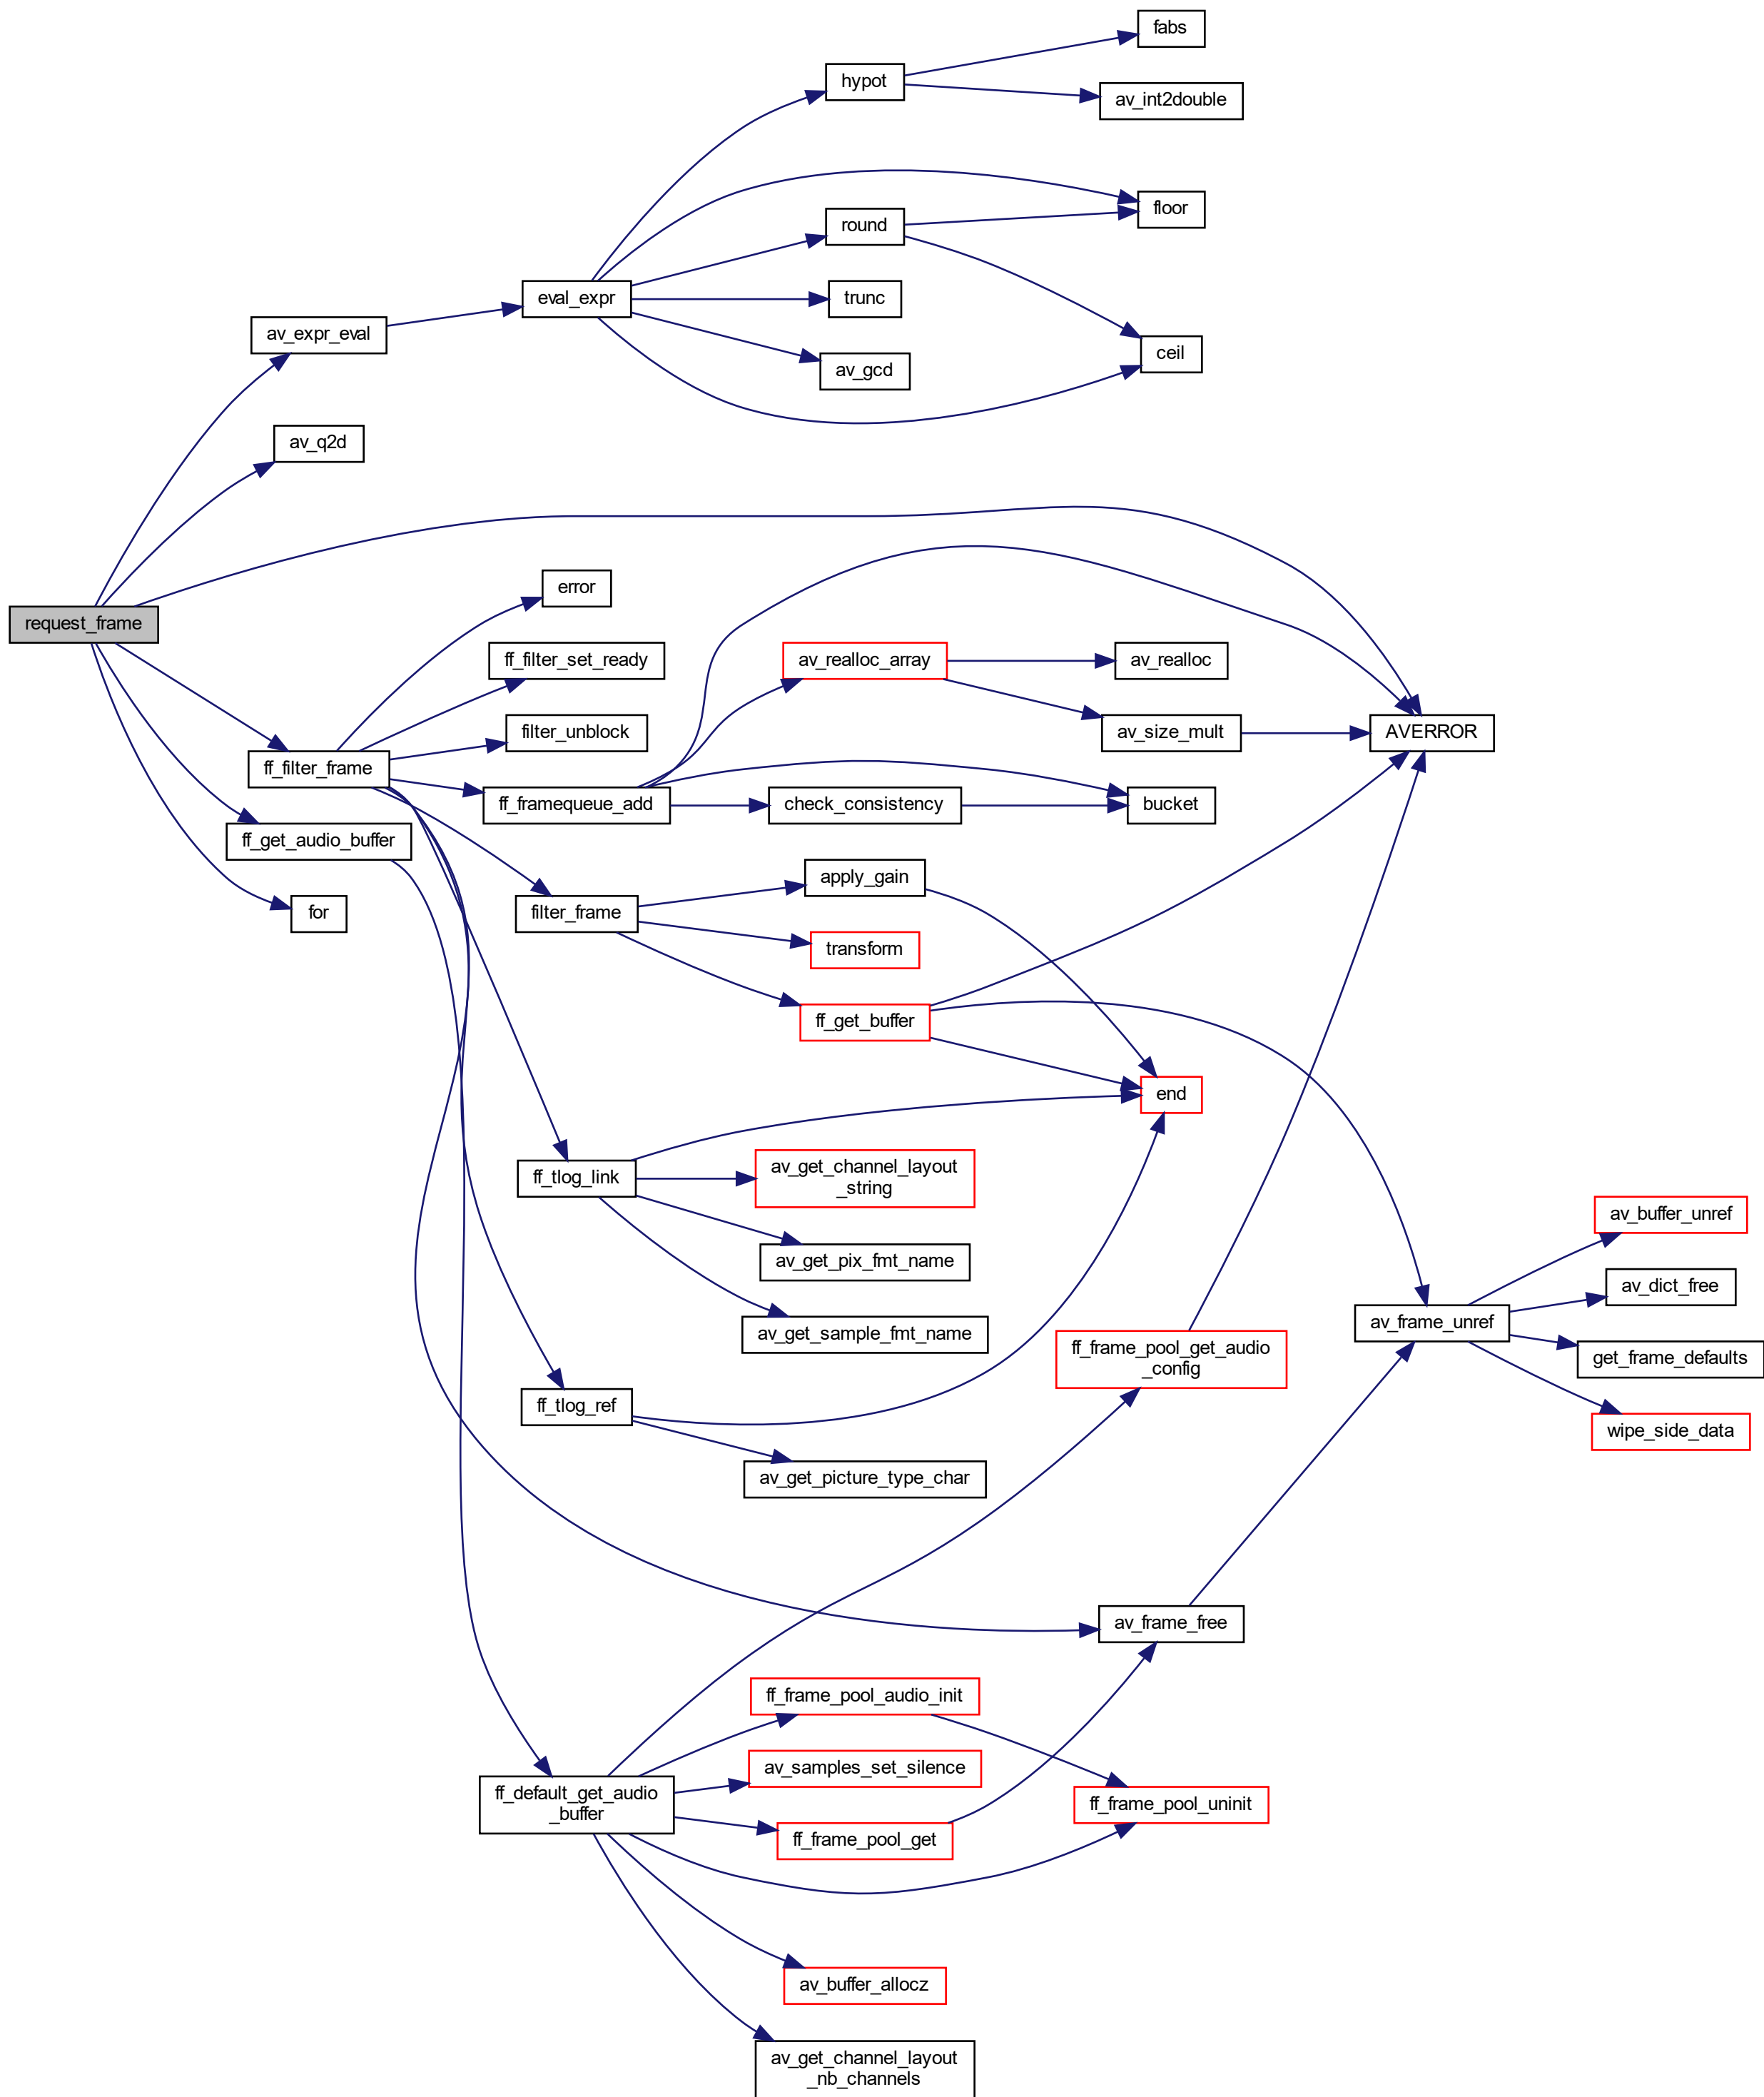 fabs
hypot
av_int2double
floor
round
eval_expr
trunc
av_expr_eval
ceil
av_gcd
av_q2d
error
request_frame
ff_filter_set_ready
av_realloc_array
av_realloc
filter_unblock
av_size_mult
AVERROR
ff_filter_frame
ff_framequeue_add
check_consistency
bucket
ff_get_audio_buffer
apply_gain
for
filter_frame
transform
ff_get_buffer
end
ff_tlog_link
av_get_channel_layout
_string
av_buffer_unref
av_get_pix_fmt_name
av_dict_free
av_frame_unref
av_get_sample_fmt_name
ff_frame_pool_get_audio
_config
get_frame_defaults
ff_tlog_ref
wipe_side_data
av_get_picture_type_char
av_frame_free
ff_frame_pool_audio_init
av_samples_set_silence
ff_default_get_audio
_buffer
ff_frame_pool_uninit
ff_frame_pool_get
av_buffer_allocz
av_get_channel_layout
_nb_channels